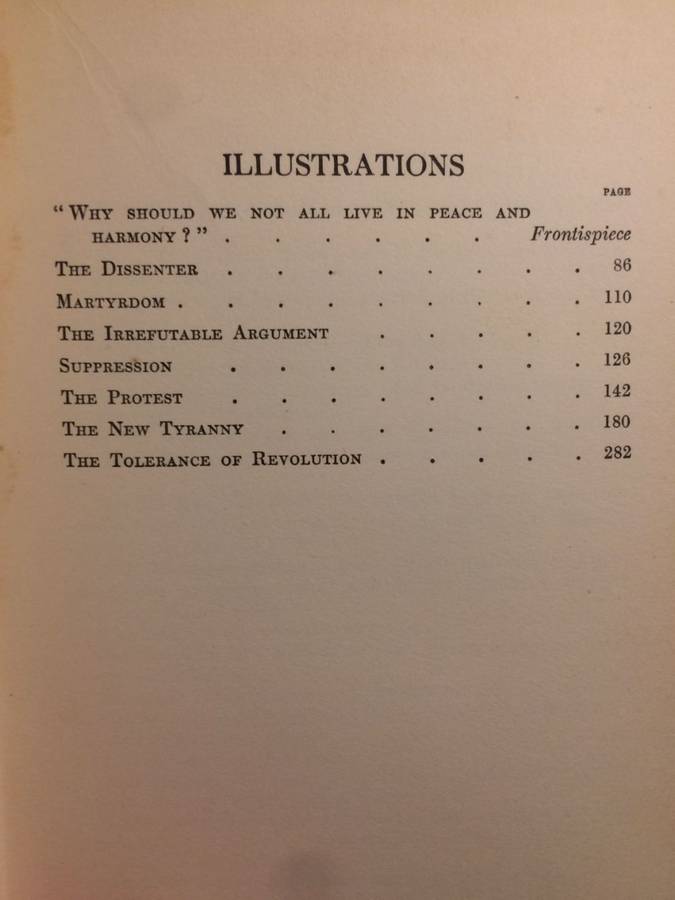 ILLUSTRATIONS
PAGE
“WHY SHOULD WE NOT ALL LIVE IN PEACE AND
HARMONY?” . . . . . . Frontispiece
THE DISSENTER . . . . . . . . 86
MARTYRDOM . . . . . . . . . 110
THE IRREFUTABLE ARGUMENT . . . . . 120
SUPPRESSION . . . . . . . . 126
THE PROTEST . . . . . . . . 142
THE NEW TYRANNY . . . . . . . 180
THE TOLERANCE OF REVOLUTION . . . . . 282